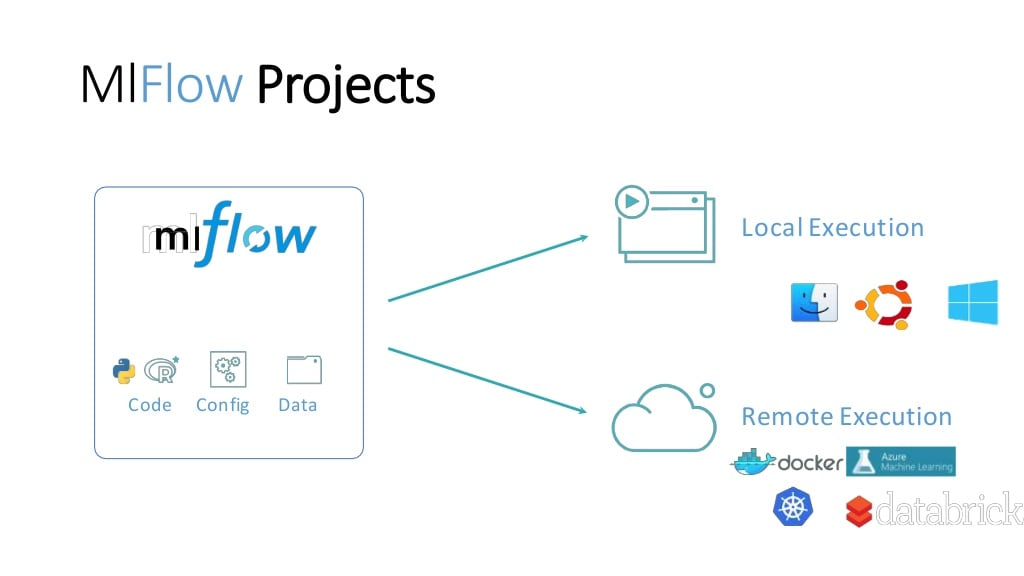 MlFlow Projects
mlflow
Local Execution
R
Code Config Data
Remote Execution
docker Azure
Machine Learning
databrick